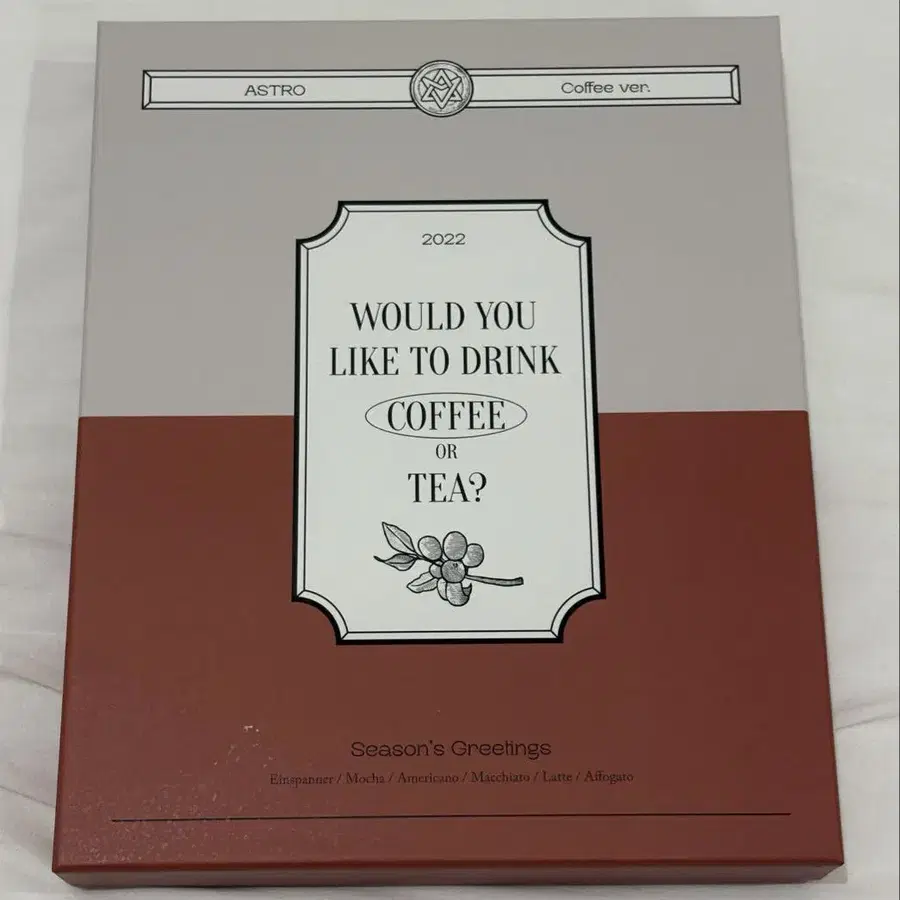 ASTRO
Coffee ver.
2022
WOULD YOU
LIKE TO DRINK
COFFEE
OR
TEA?
Season's Greetings
Einspanner / Mocha / Americano / Macchiato / Latte / Affogato